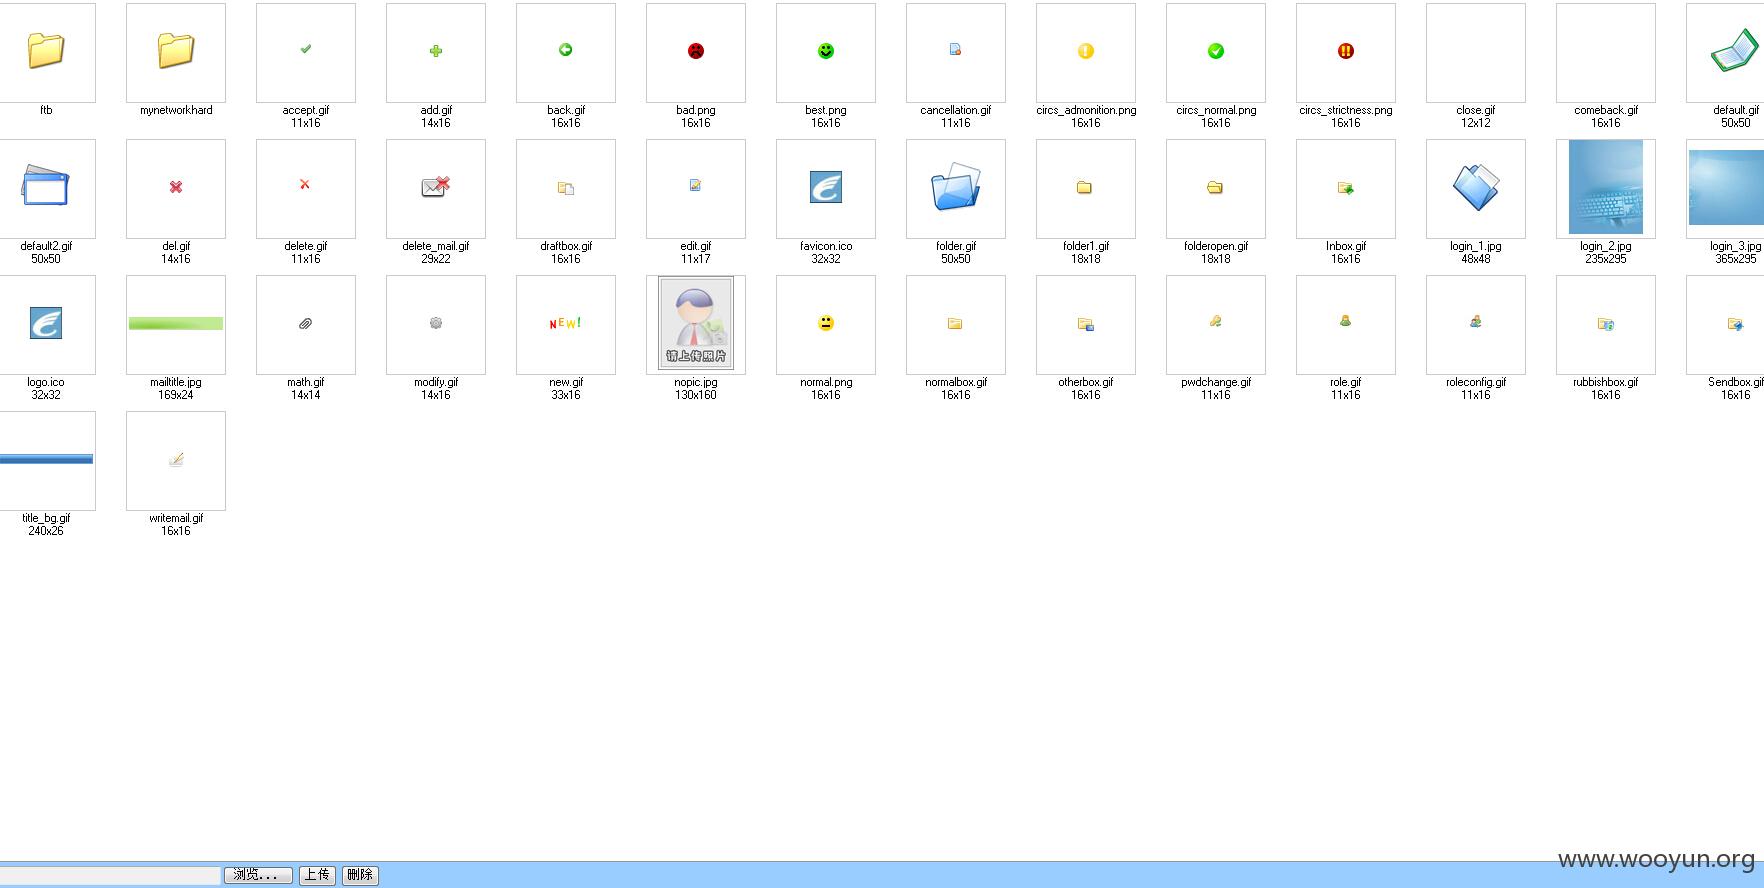 ftb
mynetworkhard
accept.gif
11x16
add.gif
14x16
back.gif
16x16
bad.png
16x16
best.png
16x16
cancellation.gif
11x16
circs_admonition.png
16x16
circs_normal.png
16x16
circs_strictness.png
16x16
close.gif
12x12
comeback.gif
16x16
default.gif
50x50
default2.gif
50x50
del.gif
14x16
delete.gif
11x16
delete_mail.gif
29x22
draftbox.gif
16x16
edit.gif
11x17
favicon.ico
32x32
folder.gif
50x50
folder1.gif
18x18
folderopen.gif
18x18
Inbox.gif
16x16
login_1.jpg
48x48
login_2.jpg
235x295
login_3.jpg
365x295
logo.ico
32x32
mailtitle.jpg
169x24
math.gif
14x14
modify.gif
14x16
NEW!
new.gif
33x16
请上传照片
nopic.jpg
130x160
normal.png
16x16
normalbox.gif
16x16
otherbox.gif
16x16
pwdchange.gif
11x16
role.gif
11x16
roleconfig.gif
11x16
rubbishbox.gif
16x16
Sendbox.gif
16x16
title_bg.gif
240x26
writemail.gif
16x16
www.wooyun.org
浏览... 上传 删除